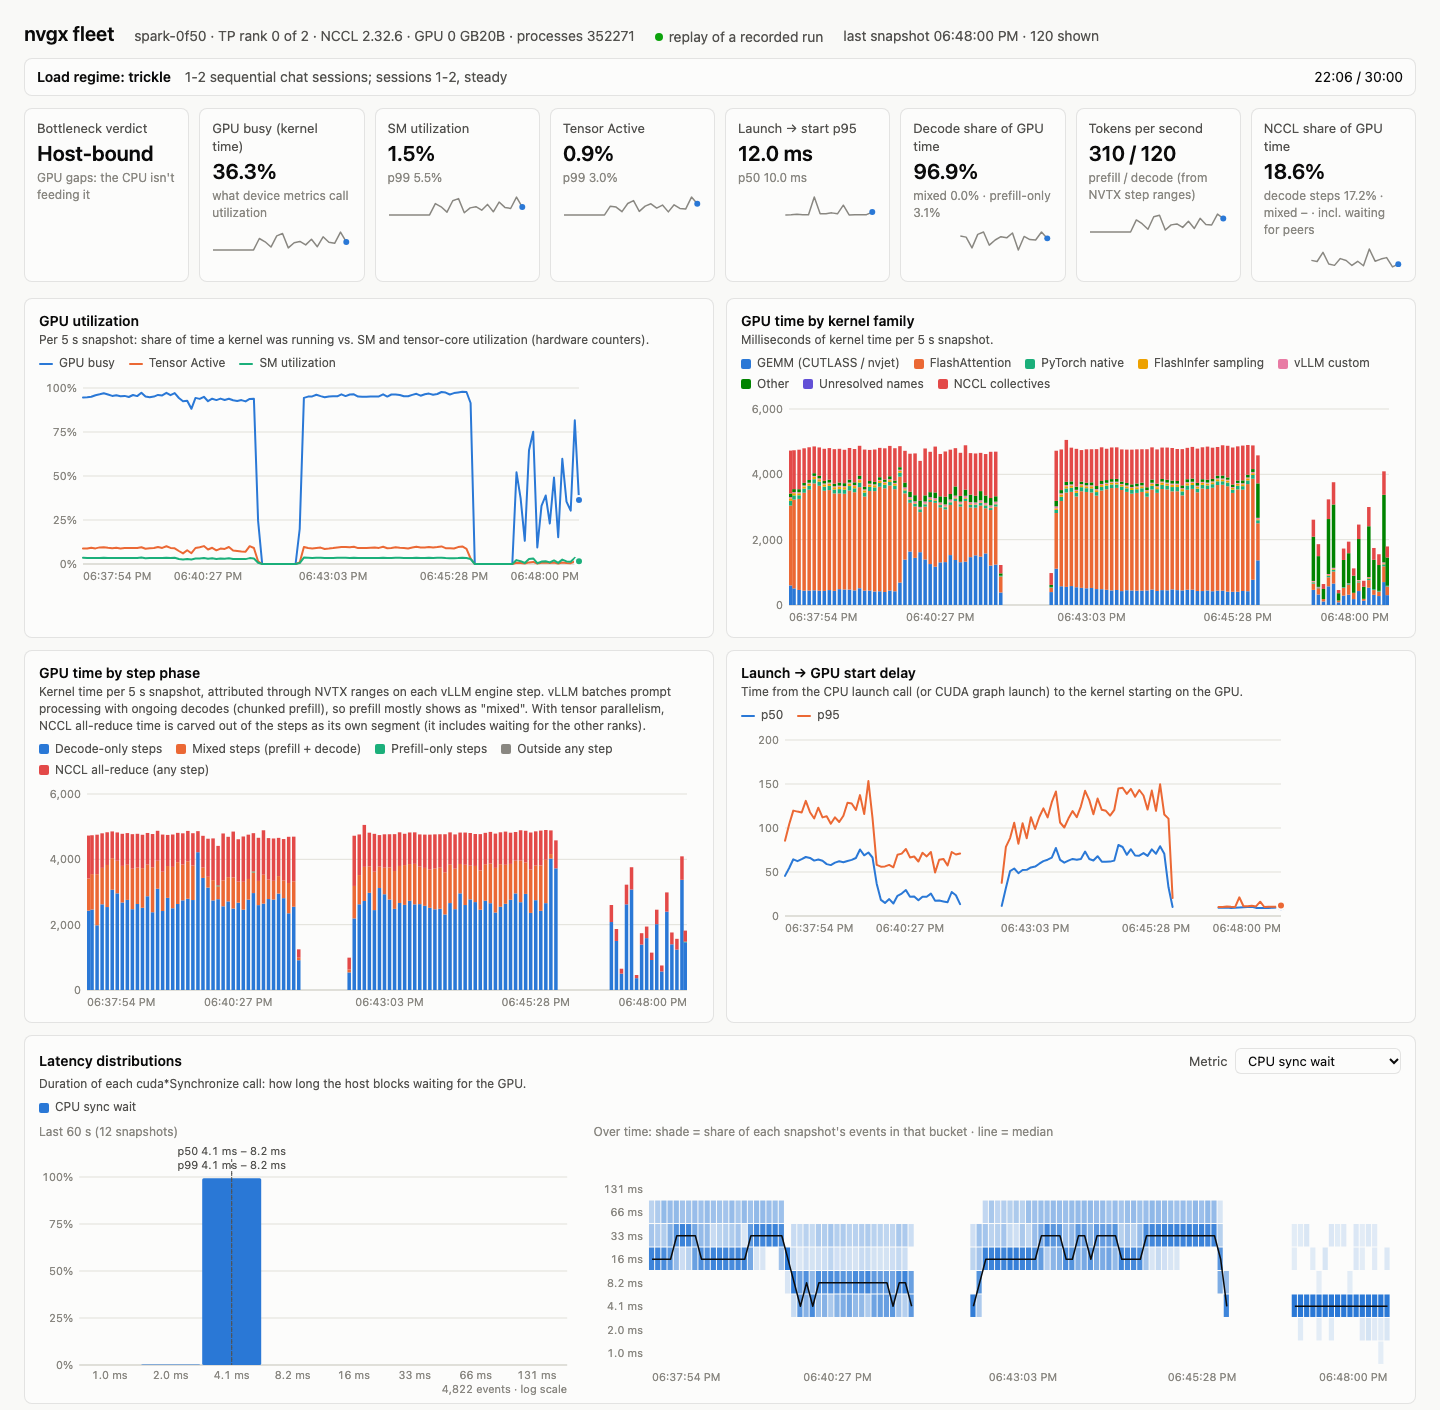 nvgx fleet spark-0f50 · TP rank 0 of 2 · NCCL 2.32.6 · GPU 0 GB20B · processes 352271 replay of a recorded run last snapshot 06:48:00 PM · 120 shown
Load regime: trickle 1-2 sequential chat sessions; sessions 1-2, steady 22:06 / 30:00
Bottleneck verdict
Host-bound
GPU gaps: the CPU isn't
feeding it
GPU busy (kernel
time)
36.3%
what device metrics call
utilization
SM utilization
1.5%
p99 5.5%
Tensor Active
0.9%
p99 3.0%
Launch → start p95
12.0 ms
p50 10.0 ms
Decode share of GPU
time
96.9%
mixed 0.0% · prefill-only
3.1%
Tokens per second
310 / 120
prefill / decode (from
NVTX step ranges)
NCCL share of GPU
time
18.6%
decode steps 17.2% ·
mixed – · incl. waiting
for peers
GPU utilization
Per 5 s snapshot: share of time a kernel was running vs. SM and tensor-core utilization (hardware counters).
GPU busy Tensor Active SM utilization
100%
75%
50%
25%
0%
06:37:54 PM 06:40:27 PM 06:43:03 PM 06:45:28 PM 06:48:00 PM
GPU time by kernel family
Milliseconds of kernel time per 5 s snapshot.
GEMM (CUTLASS / nvjet) FlashAttention PyTorch native FlashInfer sampling vLLM custom
Other Unresolved names NCCL collectives
6,000
4,000
2,000
0
06:37:54 PM 06:40:27 PM 06:43:03 PM 06:45:28 PM 06:48:00 PM
GPU time by step phase
Kernel time per 5 s snapshot, attributed through NVTX ranges on each vLLM engine step. vLLM batches prompt
processing with ongoing decodes (chunked prefill), so prefill mostly shows as "mixed". With tensor parallelism,
NCCL all-reduce time is carved out of the steps as its own segment (it includes waiting for the other ranks).
Decode-only steps Mixed steps (prefill + decode) Prefill-only steps Outside any step
NCCL all-reduce (any step)
6,000
4,000
2,000
0
06:37:54 PM 06:40:27 PM 06:43:03 PM 06:45:28 PM 06:48:00 PM
Launch → GPU start delay
Time from the CPU launch call (or CUDA graph launch) to the kernel starting on the GPU.
p50 p95
200
150
100
50
0
06:37:54 PM 06:40:27 PM 06:43:03 PM 06:45:28 PM 06:48:00 PM
Latency distributions
Metric CPU sync wait
Duration of each cuda*Synchronize call: how long the host blocks waiting for the GPU.
CPU sync wait
Last 60 s (12 snapshots)
p50 4.1 ms – 8.2 ms
p99 4.1 ms – 8.2 ms
100%
75%
50%
25%
0%
1.0 ms 2.0 ms 4.1 ms 8.2 ms 16 ms 33 ms 66 ms 131 ms
4,822 events · log scale
Over time: shade = share of each snapshot's events in that bucket · line = median
131 ms
66 ms
33 ms
16 ms
8.2 ms
4.1 ms
2.0 ms
1.0 ms
06:37:54 PM 06:40:27 PM 06:43:03 PM 06:45:28 PM 06:48:00 PM